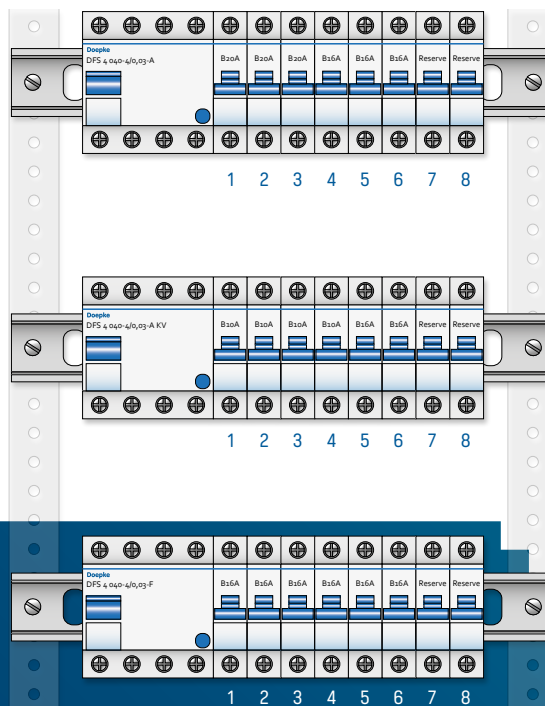 Doepke
DFS 4 040-4/0,03-A
B20A B20A B20A B16A B16A B16A Reserve Reserve
1 2 3 4 5 6 7 8
Doepke
DFS 4 040-4/0,03-A KV
B10A B10A B10A B10A B16A B16A Reserve Reserve
1 2 3 4 5 6 7 8
Doepke
DFS 4 040-4/0,03-F
B16A B16A B16A B16A B16A B16A Reserve Reserve
1 2 3 4 5 6 7 8